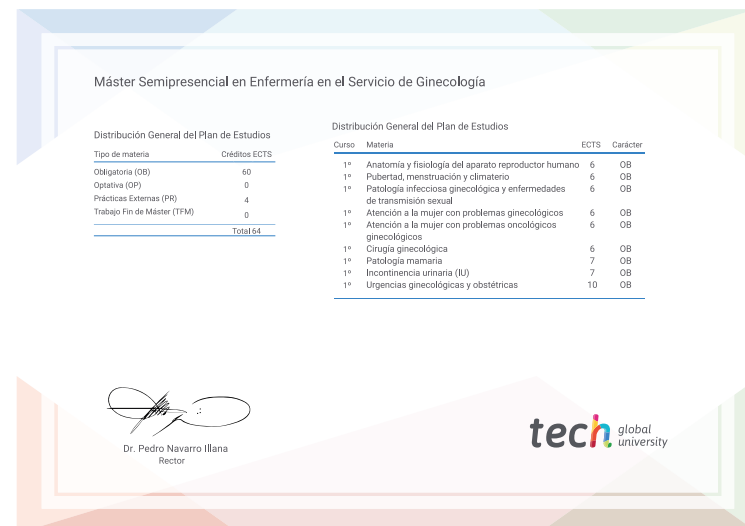 Máster Semipresencial en Enfermería en el Servicio de Ginecología
Distribución General del Plan de Estudios
Tipo de materia Créditos ECTS
Obligatoria (OB) 60
Optativa (OP) 0
Prácticas Externas (PR) 4
Trabajo Fin de Máster (TFM) 0
Total 64
Distribución General del Plan de Estudios
Curso Materia ECTS Carácter
1º Anatomía y fisiología del aparato reproductor humano 6 OB
1º Pubertad, menstruación y climaterio 6 OB
1º Patología infecciosa ginecológica y enfermedades 6 OB
de transmisión sexual
1º Atención a la mujer con problemas ginecológicos 6 OB
1º Atención a la mujer con problemas oncológicos 6 OB
ginecológicos
1º Cirugía ginecológica 6 OB
1º Patología mamaria 7 OB
1º Incontinencia urinaria (IU) 7 OB
1º Urgencias ginecológicas y obstétricas 10 OB
Dr. Pedro Navarro Illana
Rector
tech global
university